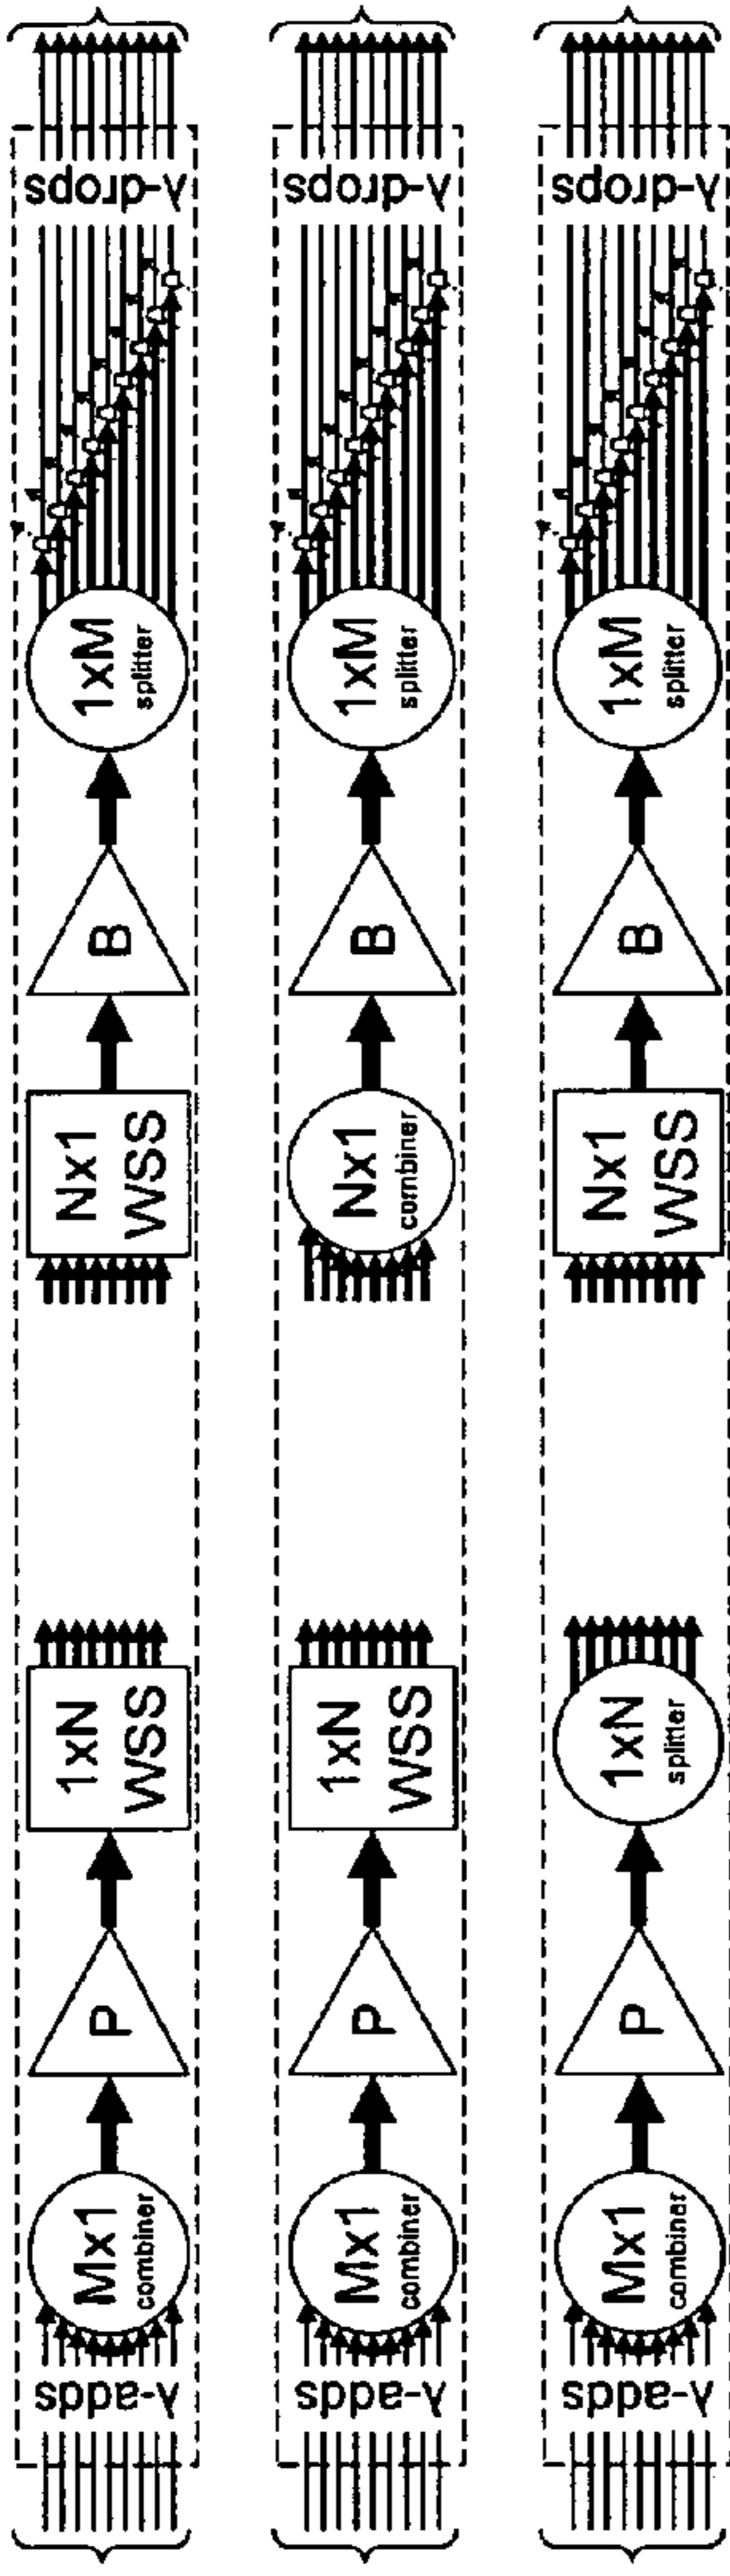 λ-adds
Mx1
combiner
P
1xN
WSS
Nx1
WSS
B
1xM
splitter
λ-drops
λ-adds
Mx1
combiner
P
1xN
WSS
Nx1
combiner
B
1xM
splitter
λ-drops
λ-adds
Mx1
combiner
P
1xN
splitter
Nx1
WSS
B
1xM
splitter
λ-drops